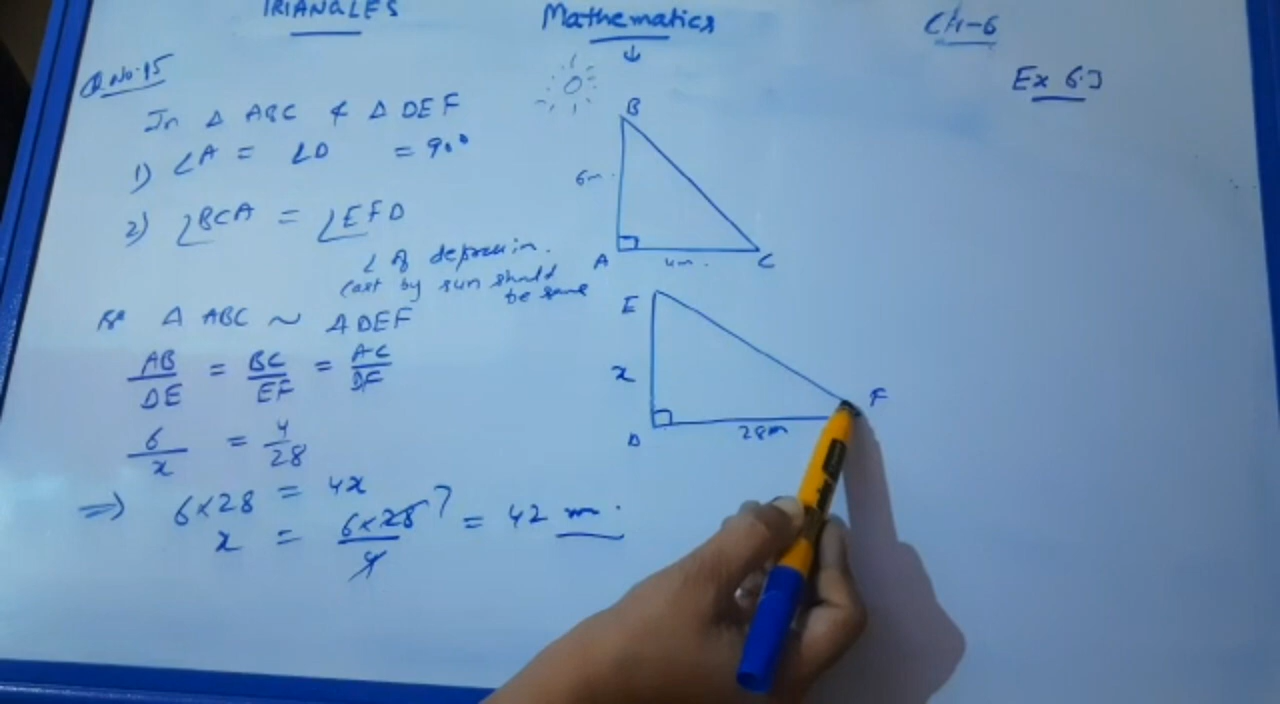 TRIANGLES
Mathematics
Ch-6
Ex 6.3
Q.No.15
In Δ ABC & Δ DEF
1) ∠A = ∠D = 90°
2) ∠BCA = ∠EFD
∠ of depression.
cast by sun should
be same
Δ ABC ~ Δ DEF
AB/DE = BC/EF = AC/DF
6/x = 4/28
⇒ 6×28 = 4x
x = 6×28/4 7 = 42 m.
B
6m.
A
4m.
C
E
x
D
28m
F